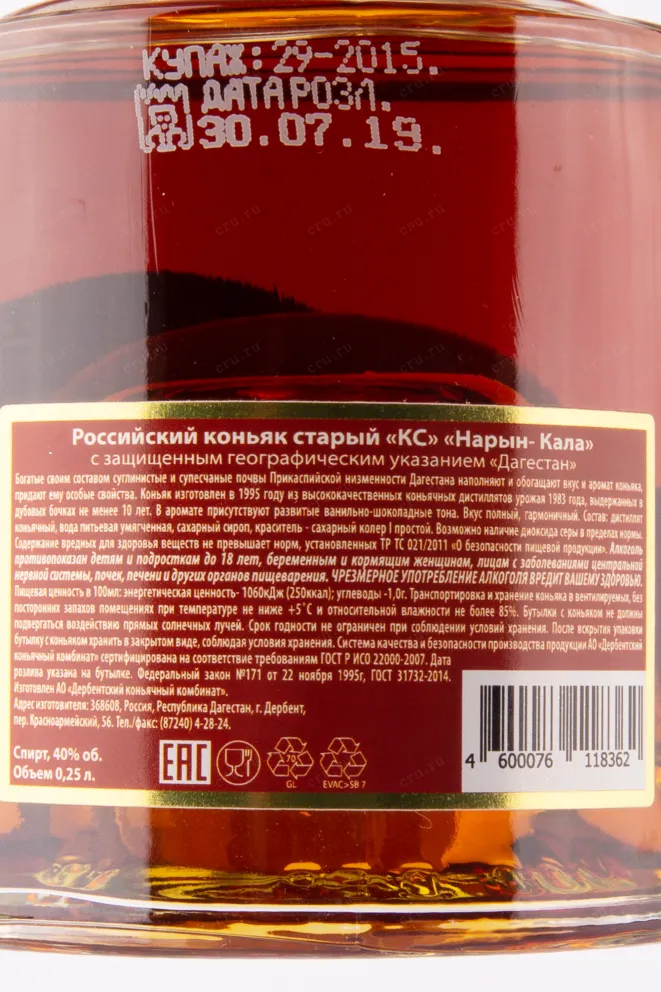 КУПАЖ: 29-2015.
ДАТА РОЗЛ.
30.07.19.
Российский коньяк старый «КС» «Нарын- Кала»
с защищенным географическим указанием «Дагестан»
Богатые своим составом суглинистые и супесчаные почвы Прикаспийской низменности Дагестана наполняют и обогащают вкус и аромат коньяка,
придают ему особые свойства. Коньяк изготовлен в 1995 году из высококачественных коньячных дистиллятов урожая 1983 года, выдержанных в
дубовых бочках не менее 10 лет. В аромате присутствуют развитые ванильно-шоколадные тона. Вкус полный, гармоничный. Состав: дистиллят
коньячный, вода питьевая умягченная, сахарный сироп, краситель - сахарный колер I простой. Возможно наличие диоксида серы в пределах нормы.
Содержание вредных для здоровья веществ не превышает норм, установленных ТР ТС 021/2011 «О безопасности пищевой продукции». Алкоголь
противопоказан детям и подросткам до 18 лет, беременным и кормящим женщинам, лицам с заболеваниями центральной
нервной системы, почек, печени и других органов пищеварения. ЧРЕЗМЕРНОЕ УПОТРЕБЛЕНИЕ АЛКОГОЛЯ ВРЕДИТ ВАШЕМУ ЗДОРОВЬЮ.
Пищевая ценность в 100мл: энергетическая ценность- 1060кДж (250ккал); углеводы -1,0г. Транспортировка и хранение коньяка в вентилируемых, без
посторонних запахов помещениях при температуре не ниже +5˚С и относительной влажности не более 85%. Бутылки с коньяком не должны
подвергаться воздействию прямых солнечных лучей. Срок годности не ограничен при соблюдении условий хранения. После вскрытия упаковки
бутылку с коньяком хранить в закрытом виде, соблюдая условия хранения. Система качества и безопасности производства продукции АО «Дербентский
коньячный комбинат» сертифицирована на соответствие требованиям ГОСТ Р ИСО 22000-2007. Дата
розлива указана на бутылке. Федеральный закон №171 от 22 ноября 1995г, ГОСТ 31732-2014.
Изготовлен АО «Дербентский коньячный комбинат».
Адрес изготовителя: 368608, Россия, Республика Дагестан, г. Дербент,
пер. Красноармейский, 56. Тел./факс: (87240) 4-28-24.
Спирт, 40% об.
Объем 0,25 л.
EAC
70
GL
EVAC>SB 7
4 600076 118362
cru.ru